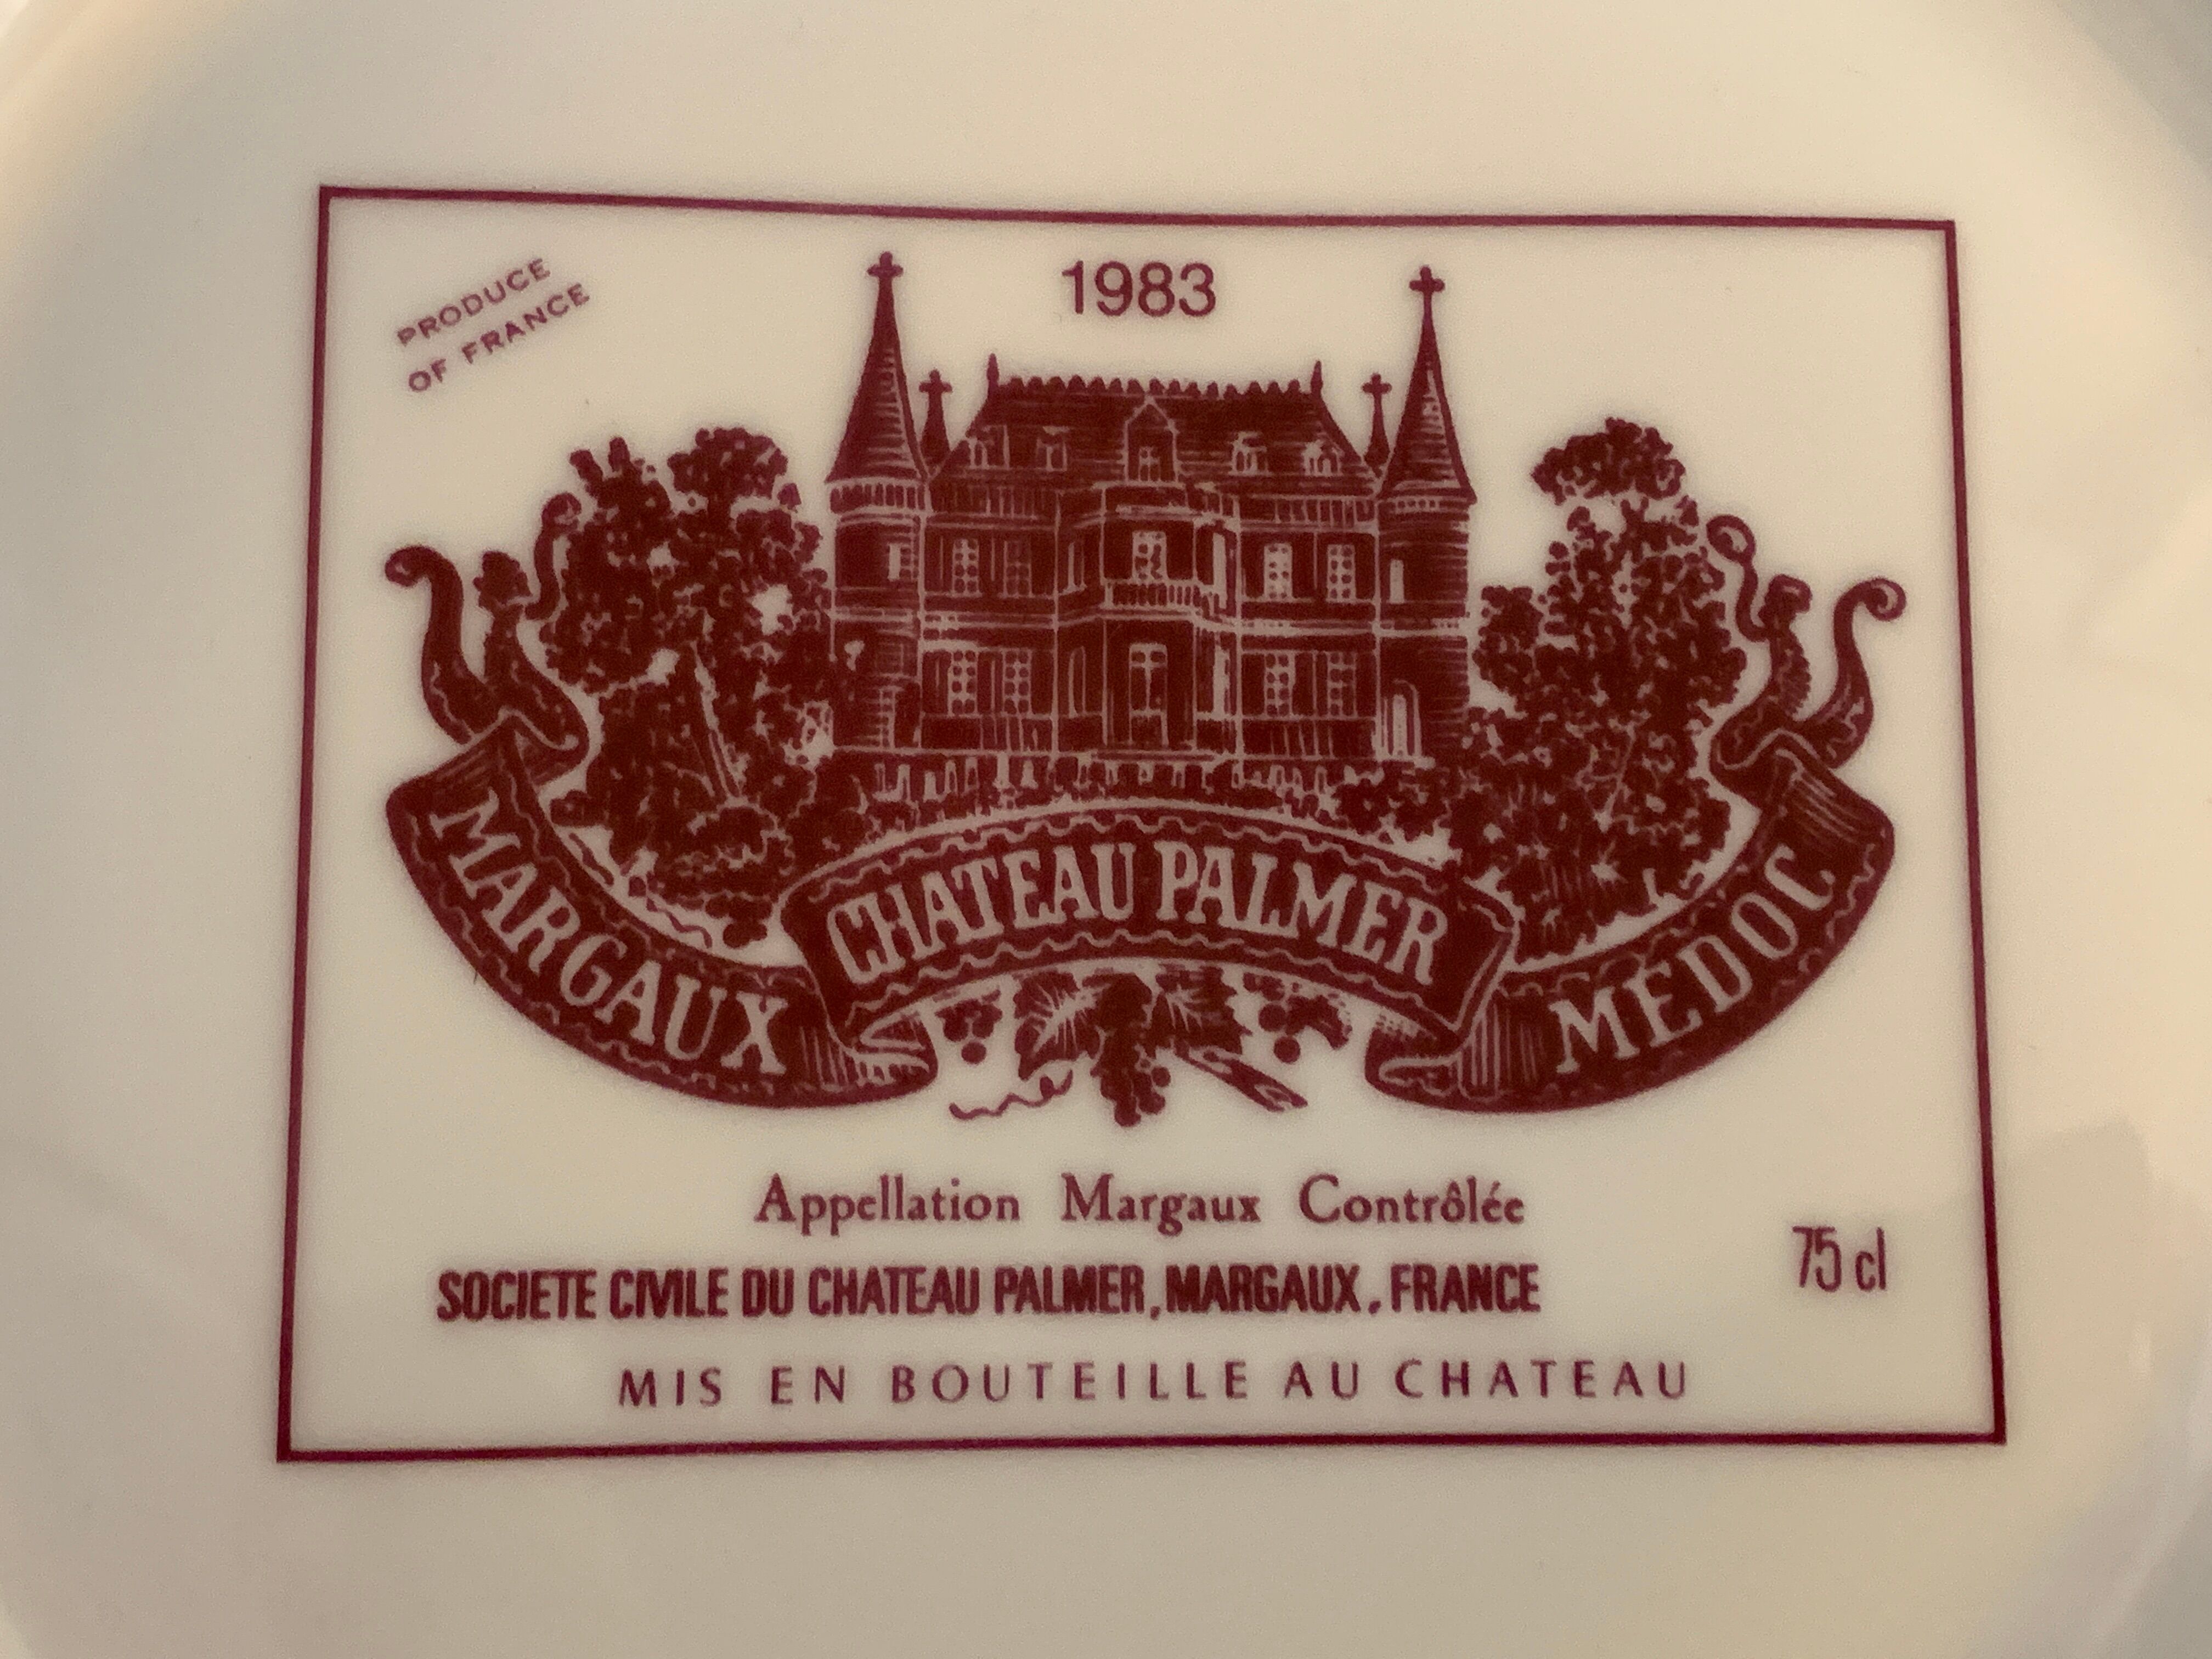 PRODUCE
OF FRANCE
1983
MARGAUX
CHATEAU PALMER
MEDOC
Appellation Margaux Contrôlée
SOCIETE CIVILE DU CHATEAU PALMER, MARGAUX. FRANCE
75 cl
MIS EN BOUTEILLE AU CHATEAU